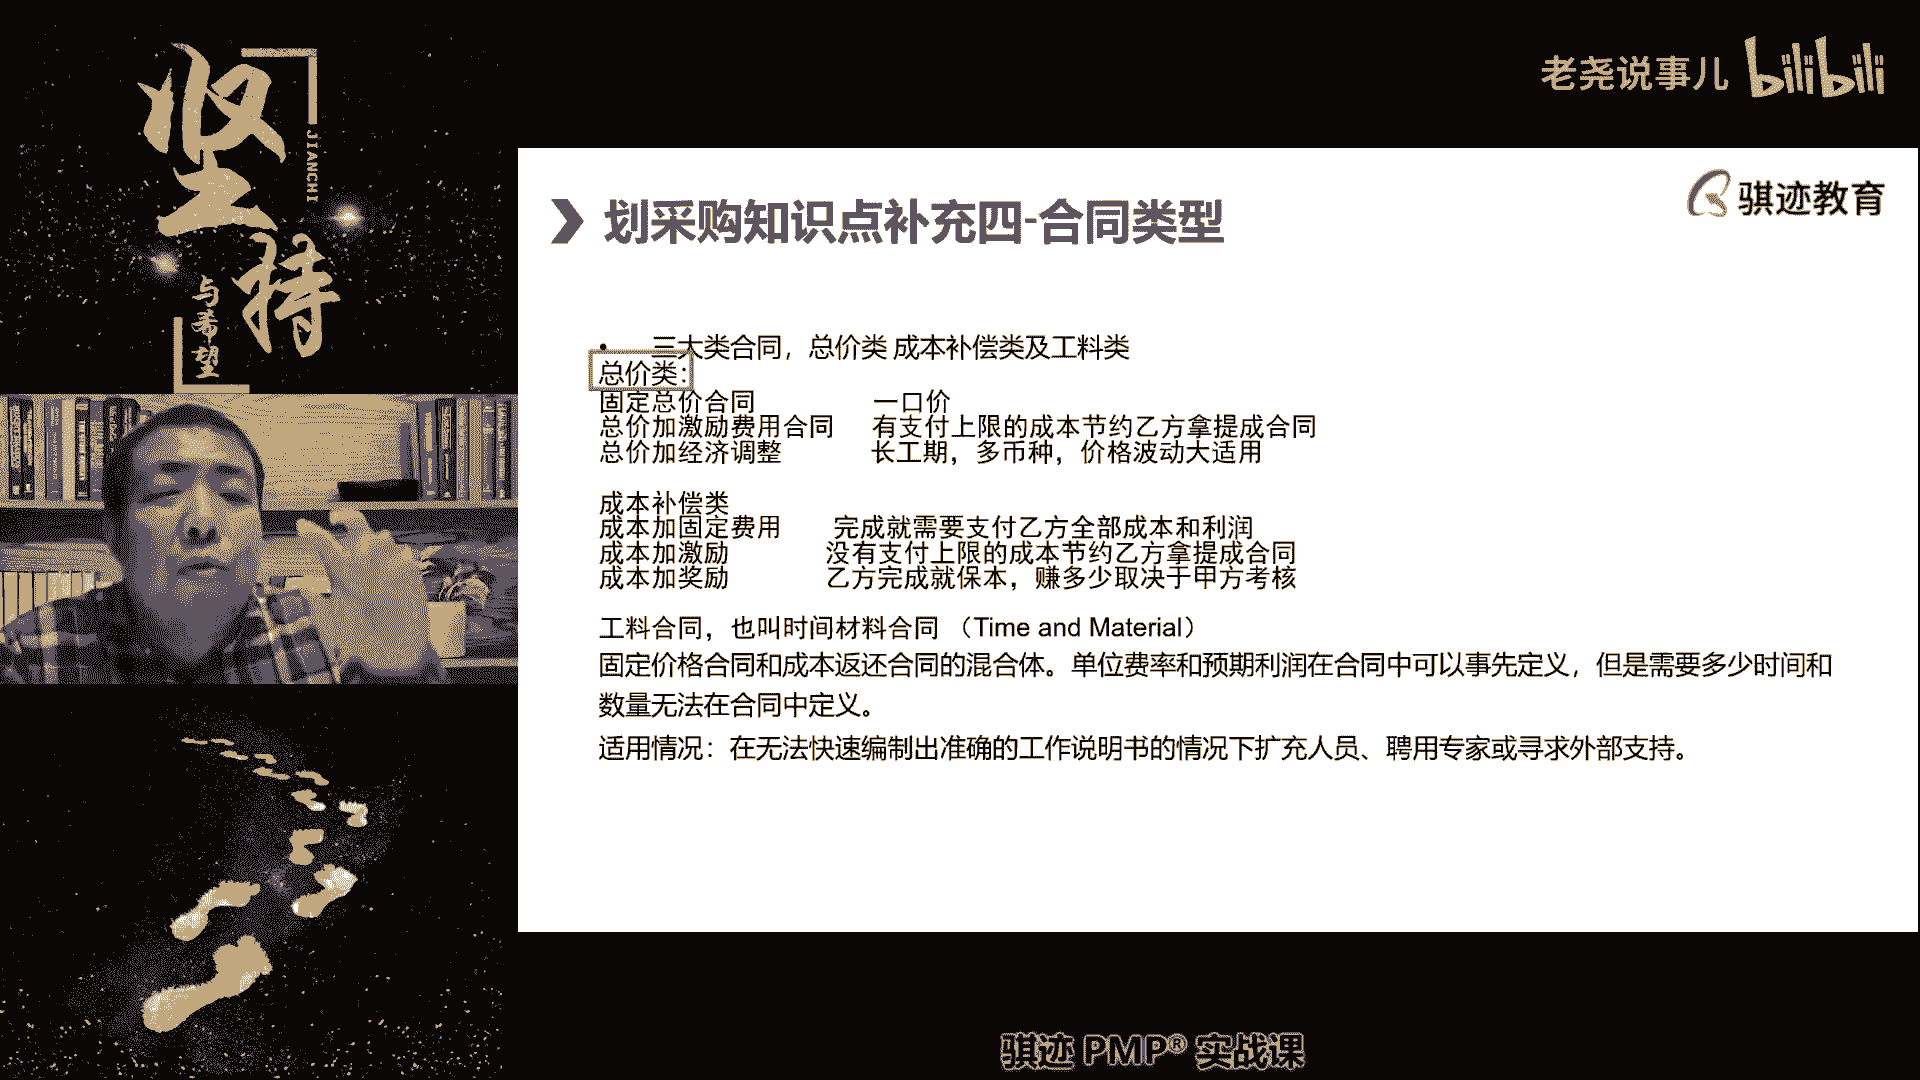 坚持
JIANCHI
与希望
老尧说事儿 bilibili
骐迹教育
划采购知识点补充四-合同类型
• 三大类合同，总价类 成本补偿类及工料类
总价类：
固定总价合同 一口价
总价加激励费用合同 有支付上限的成本节约乙方拿提成合同
总价加经济调整 长工期，多币种，价格波动大适用
成本补偿类
成本加固定费用 完成就需要支付乙方全部成本和利润
成本加激励 没有支付上限的成本节约乙方拿提成合同
成本加奖励 乙方完成就保本，赚多少取决于甲方考核
工料合同，也叫时间材料合同 （Time and Material）
固定价格合同和成本返还合同的混合体。单位费率和预期利润在合同中可以事先定义，但是需要多少时间和
数量无法在合同中定义。
适用情况：在无法快速编制出准确的工作说明书的情况下扩充人员、聘用专家或寻求外部支持。
骐迹 PMP® 实战课